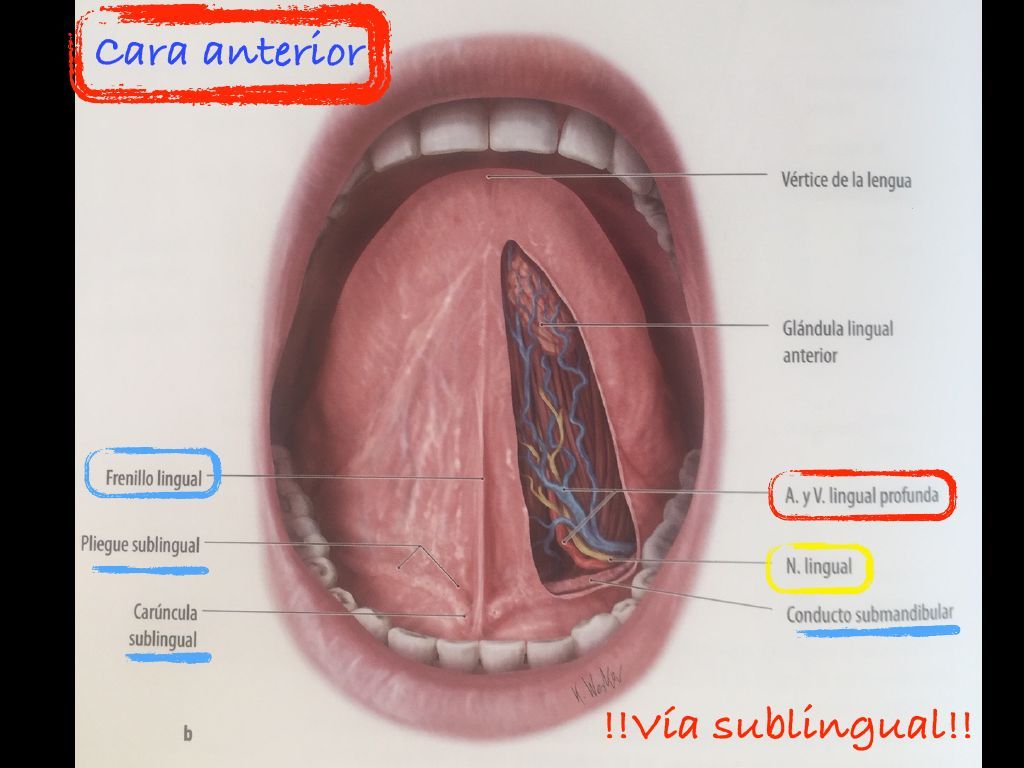 Cara anterior
Vértice de la lengua
Glándula lingual
anterior
Frenillo lingual
A. y V. lingual profunda
Pliegue sublingual
N. lingual
Carúncula
sublingual
Conducto submandibular
K. Wesker
b
!!Vía sublingual!!